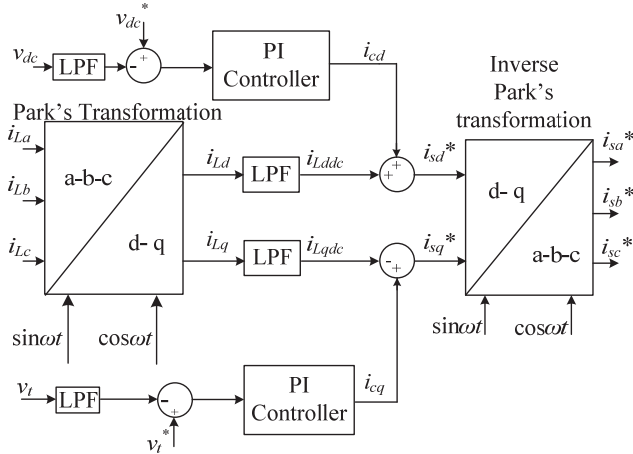 v_dc*
v_dc
LPF
- +
PI
Controller
i_cd
Park's Transformation
Inverse
Park's
transformation
i_La
i_Lb
i_Lc
a-b-c
d- q
i_Ld
LPF
i_Lddc
+ +
i_sd*
i_Lq
LPF
i_Lqdc
- +
i_sq*
d- q
a-b-c
i_sa*
i_sb*
i_sc*
sinωt
cosωt
sinωt
cosωt
v_t
LPF
- +
v_t*
PI
Controller
i_cq